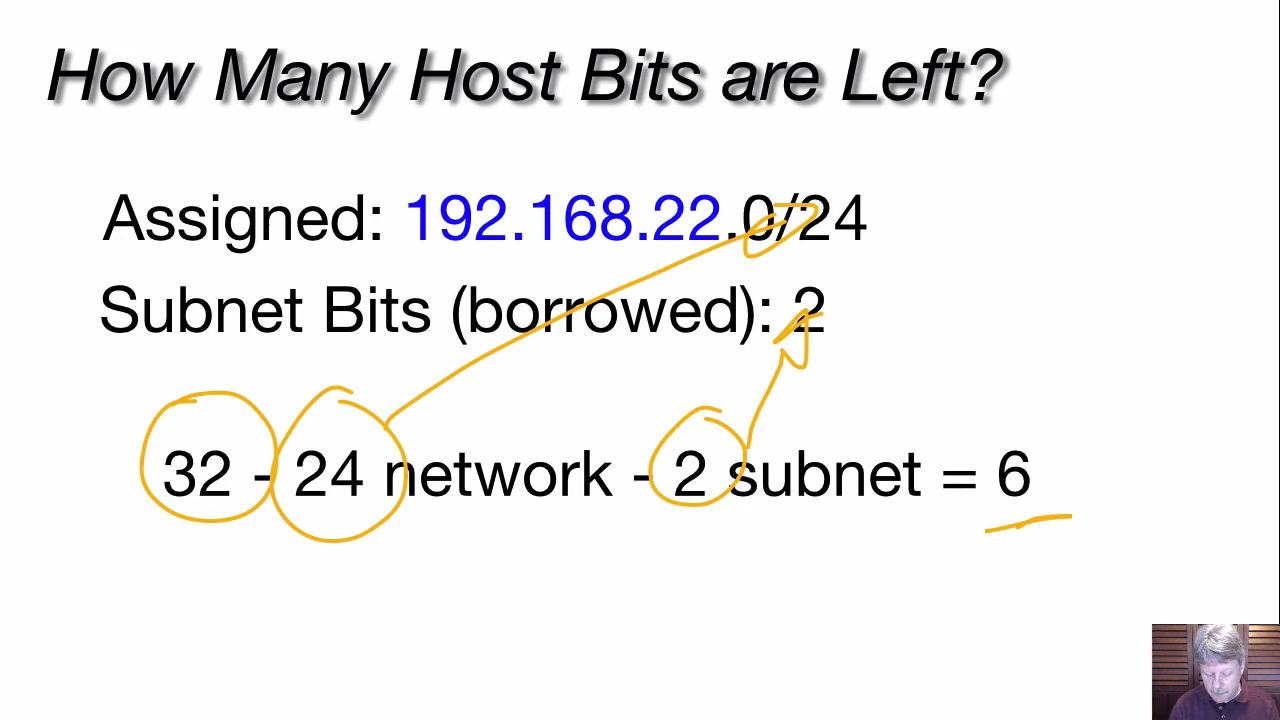 How Many Host Bits are Left?
Assigned: 192.168.22.0/24
Subnet Bits (borrowed): 2
32 - 24 network - 2 subnet = 6